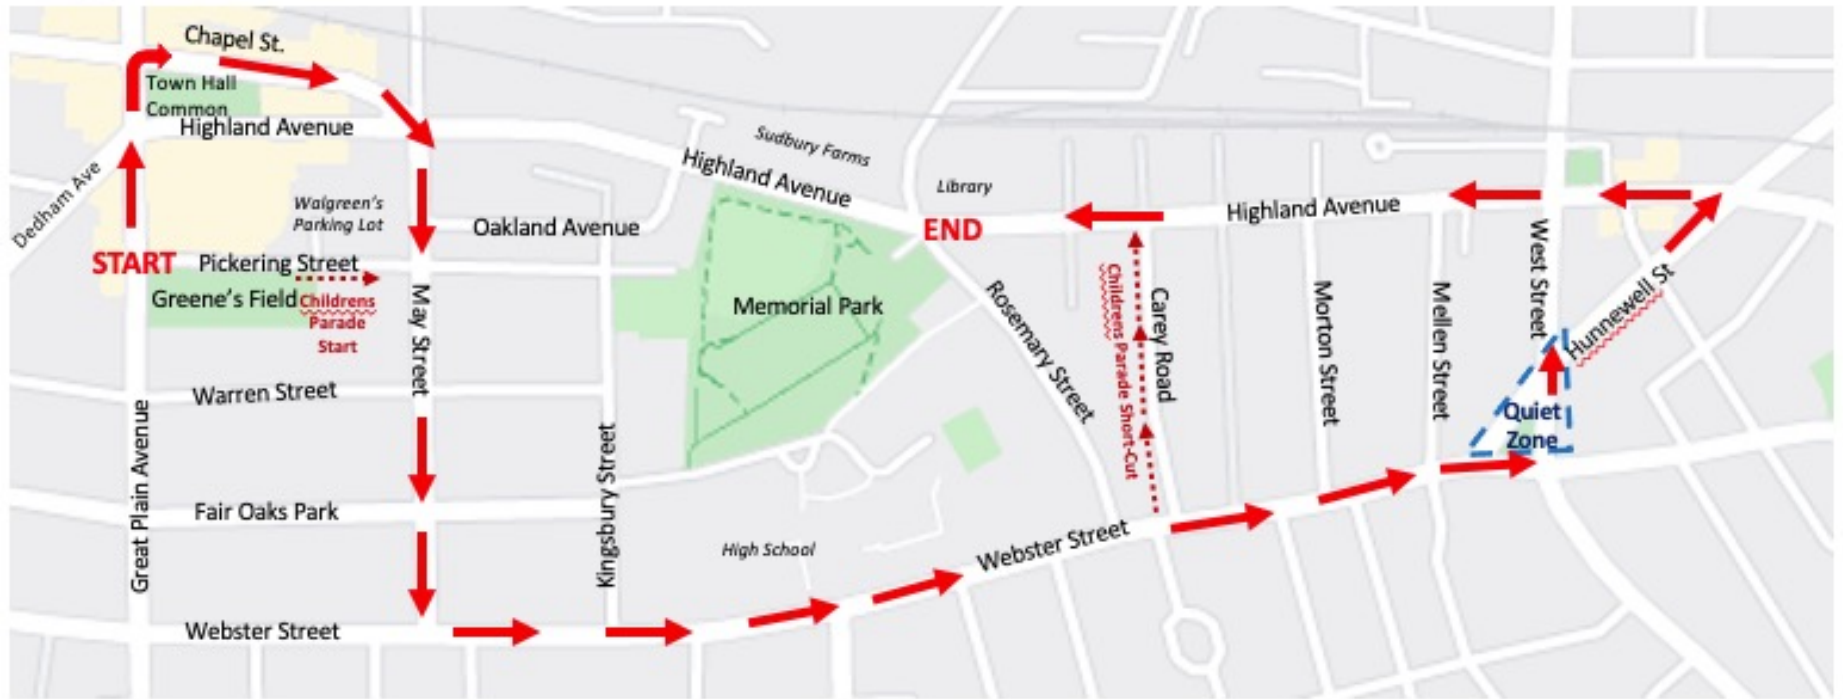 Chapel St.
Town Hall
Common
Highland Avenue
Dedham Ave
Walgreen's
Parking Lot
START
Pickering Street
Greene's Field
Childrens
Parade
Start
May Street
Oakland Avenue
Sudbury Farms
Highland Avenue
Library
END
Memorial Park
Highland Avenue
Rosemary Street
Childrens Parade Short-Cut
Carey Road
Morton Street
Mellen Street
West Street
Hunnewell St
Quiet
Zone
Warren Street
Great Plain Avenue
Fair Oaks Park
Kingsbury Street
High School
Webster Street
Webster Street